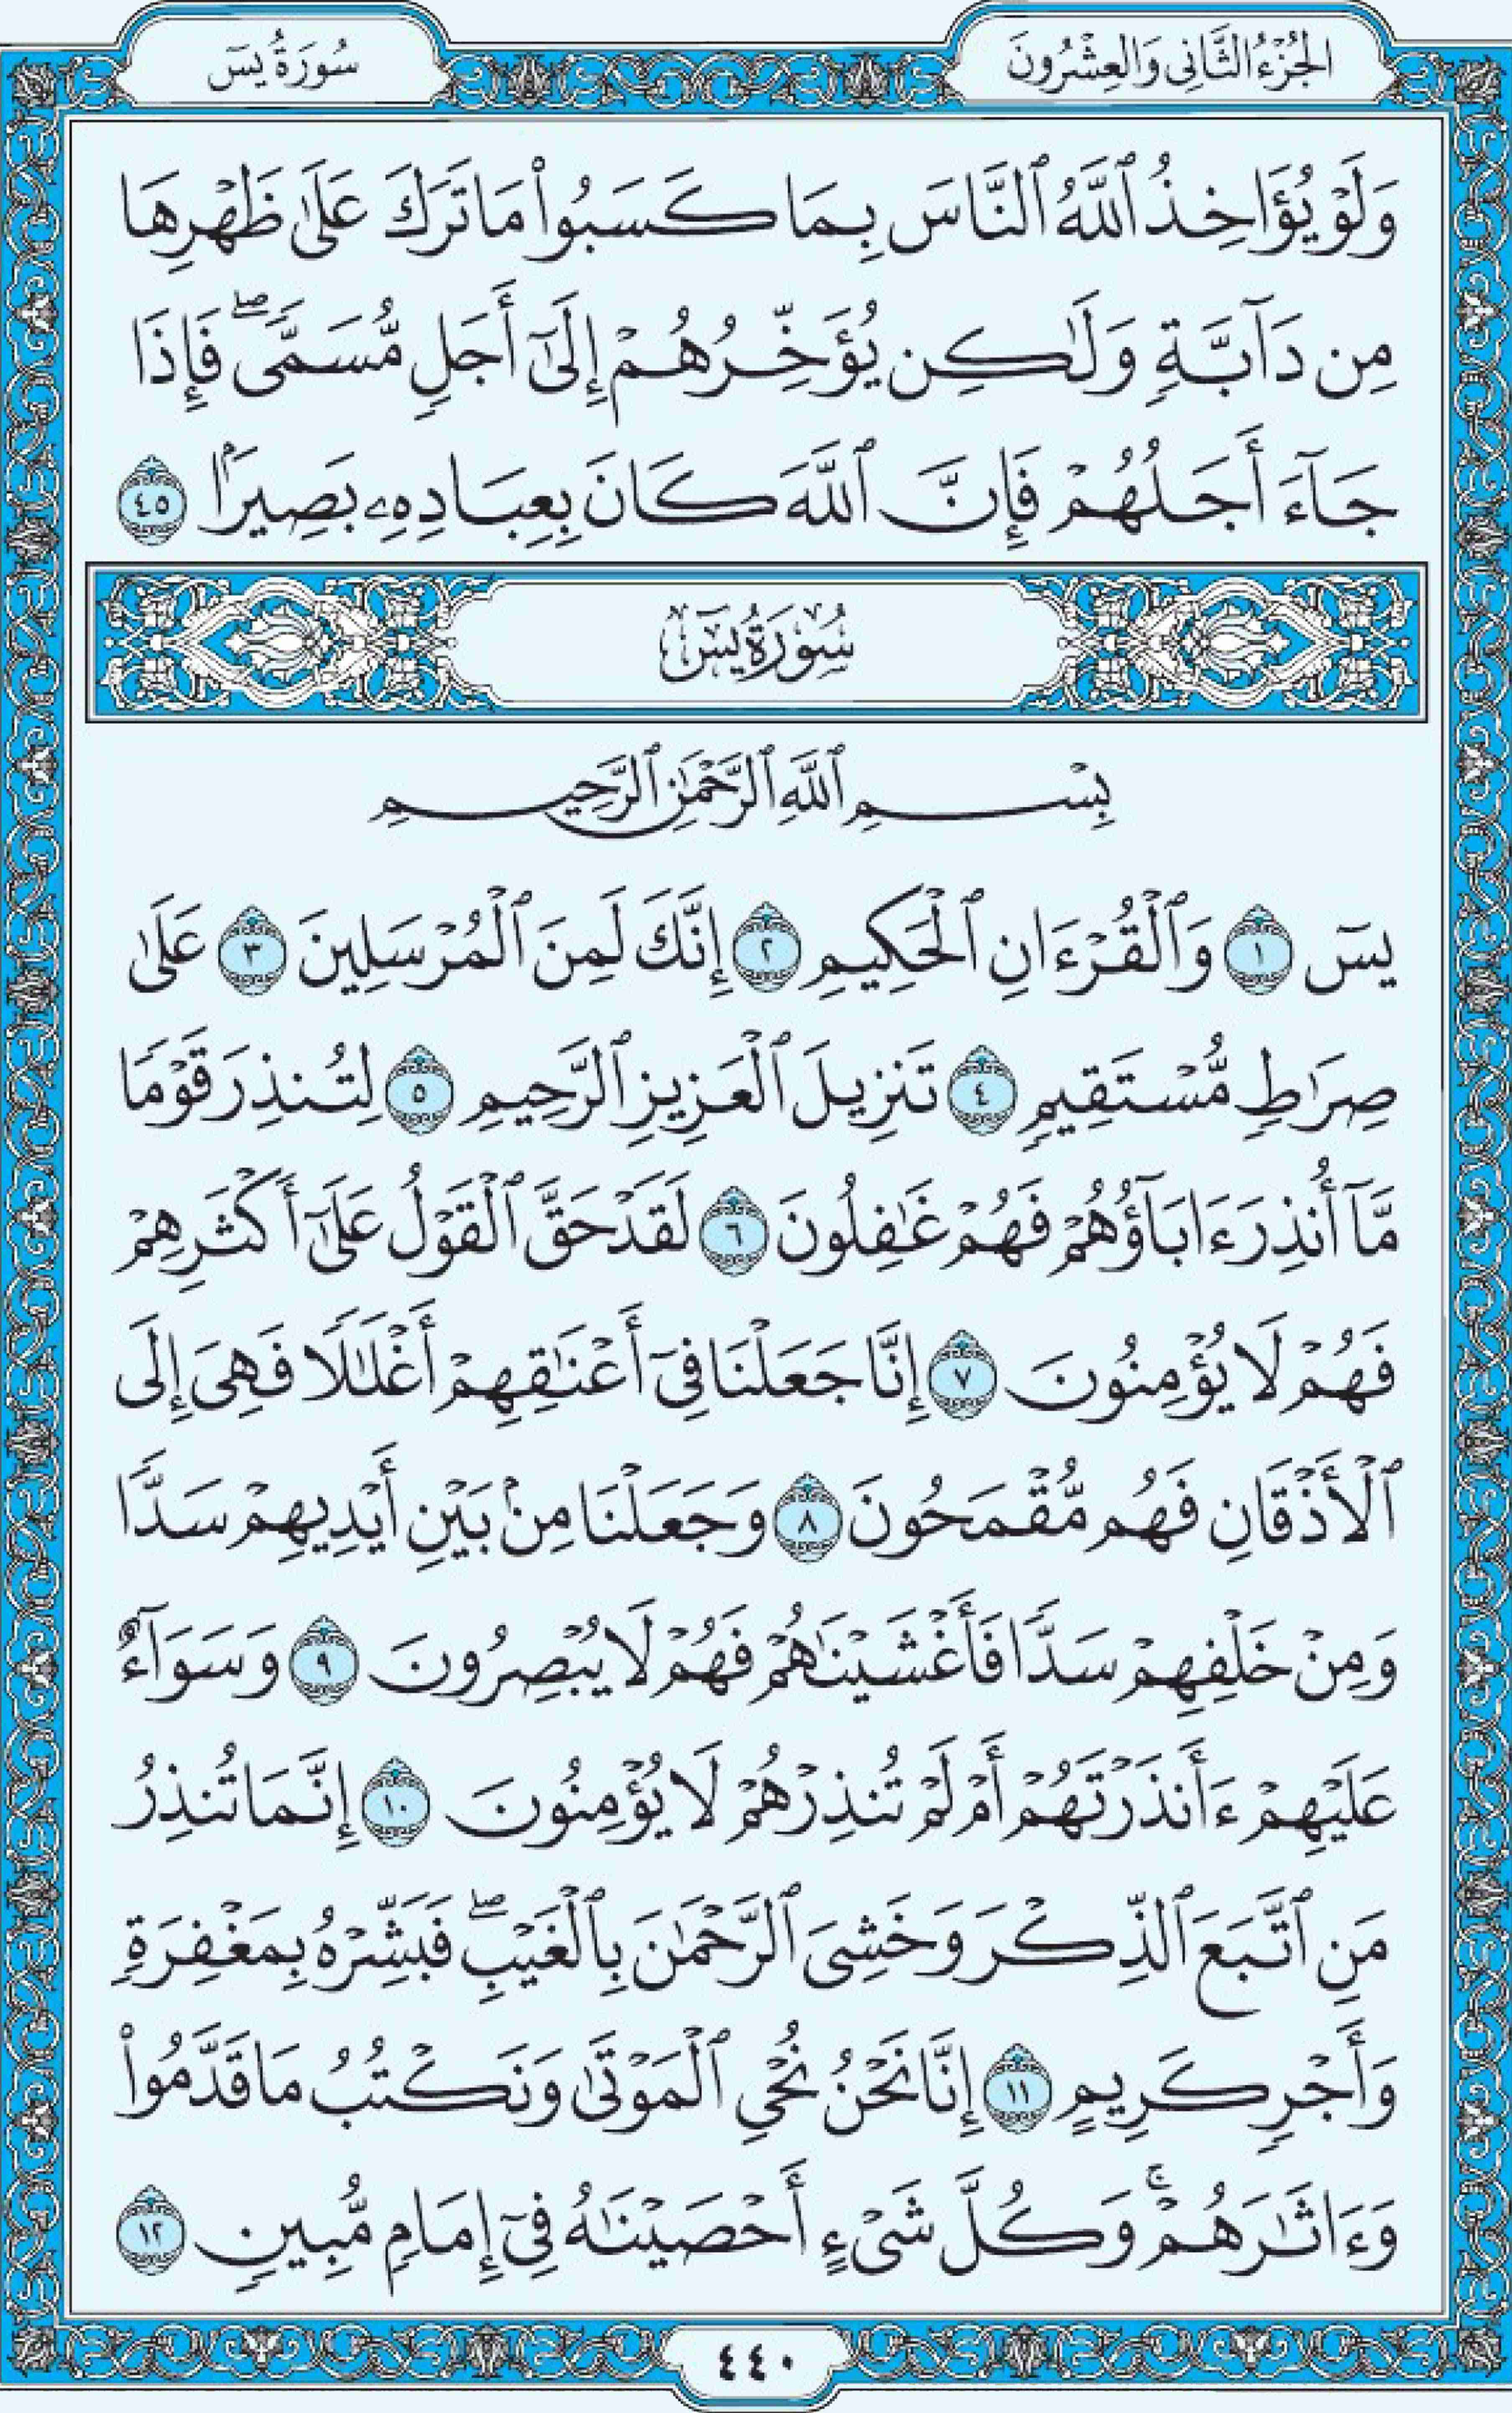 الجُزْءُ الثَّانِي وَالعِشْرُونَ
سُورَةُ يسٓ
وَلَوْ يُؤَاخِذُ ٱللَّهُ ٱلنَّاسَ بِمَا كَسَبُوا۟ مَا تَرَكَ عَلَىٰ ظَهْرِهَا
مِن دَآبَّةٍ وَلَٰكِن يُؤَخِّرُهُمْ إِلَىٰٓ أَجَلٍ مُّسَمًّى ۖ فَإِذَا
جَآءَ أَجَلُهُمْ فَإِنَّ ٱللَّهَ كَانَ بِعِبَادِهِۦ بَصِيرًۢا ٤٥
سُورَةُ يسٓ
بِسْمِ ٱللَّهِ ٱلرَّحْمَٰنِ ٱلرَّحِيمِ
يسٓ ١ وَٱلْقُرْءَانِ ٱلْحَكِيمِ ٢ إِنَّكَ لَمِنَ ٱلْمُرْسَلِينَ ٣ عَلَىٰ
صِرَٰطٍ مُّسْتَقِيمٍ ٤ تَنزِيلَ ٱلْعَزِيزِ ٱلرَّحِيمِ ٥ لِتُنذِرَ قَوْمًا
مَّآ أُنذِرَ ءَابَآؤُهُمْ فَهُمْ غَٰفِلُونَ ٦ لَقَدْ حَقَّ ٱلْقَوْلُ عَلَىٰٓ أَكْثَرِهِمْ
فَهُمْ لَا يُؤْمِنُونَ ٧ إِنَّا جَعَلْنَا فِىٓ أَعْنَٰقِهِمْ أَغْلَٰلًا فَهِىَ إِلَى
ٱلْأَذْقَانِ فَهُم مُّقْمَحُونَ ٨ وَجَعَلْنَا مِنۢ بَيْنِ أَيْدِيهِمْ سَدًّا
وَمِنْ خَلْفِهِمْ سَدًّا فَأَغْشَيْنَٰهُمْ فَهُمْ لَا يُبْصِرُونَ ٩ وَسَوَآءٌ
عَلَيْهِمْ ءَأَنذَرْتَهُمْ أَمْ لَمْ تُنذِرْهُمْ لَا يُؤْمِنُونَ ١٠ إِنَّمَا تُنذِرُ
مَنِ ٱتَّبَعَ ٱلذِّكْرَ وَخَشِىَ ٱلرَّحْمَٰنَ بِٱلْغَيْبِ ۖ فَبَشِّرْهُ بِمَغْفِرَةٍ
وَأَجْرٍ كَرِيمٍ ١١ إِنَّا نَحْنُ نُحْىِ ٱلْمَوْتَىٰ وَنَكْتُبُ مَا قَدَّمُوا۟
وَءَاثَٰرَهُمْ ۚ وَكُلَّ شَىْءٍ أَحْصَيْنَٰهُ فِىٓ إِمَامٍ مُّبِينٍ ١٢
٤٤٠